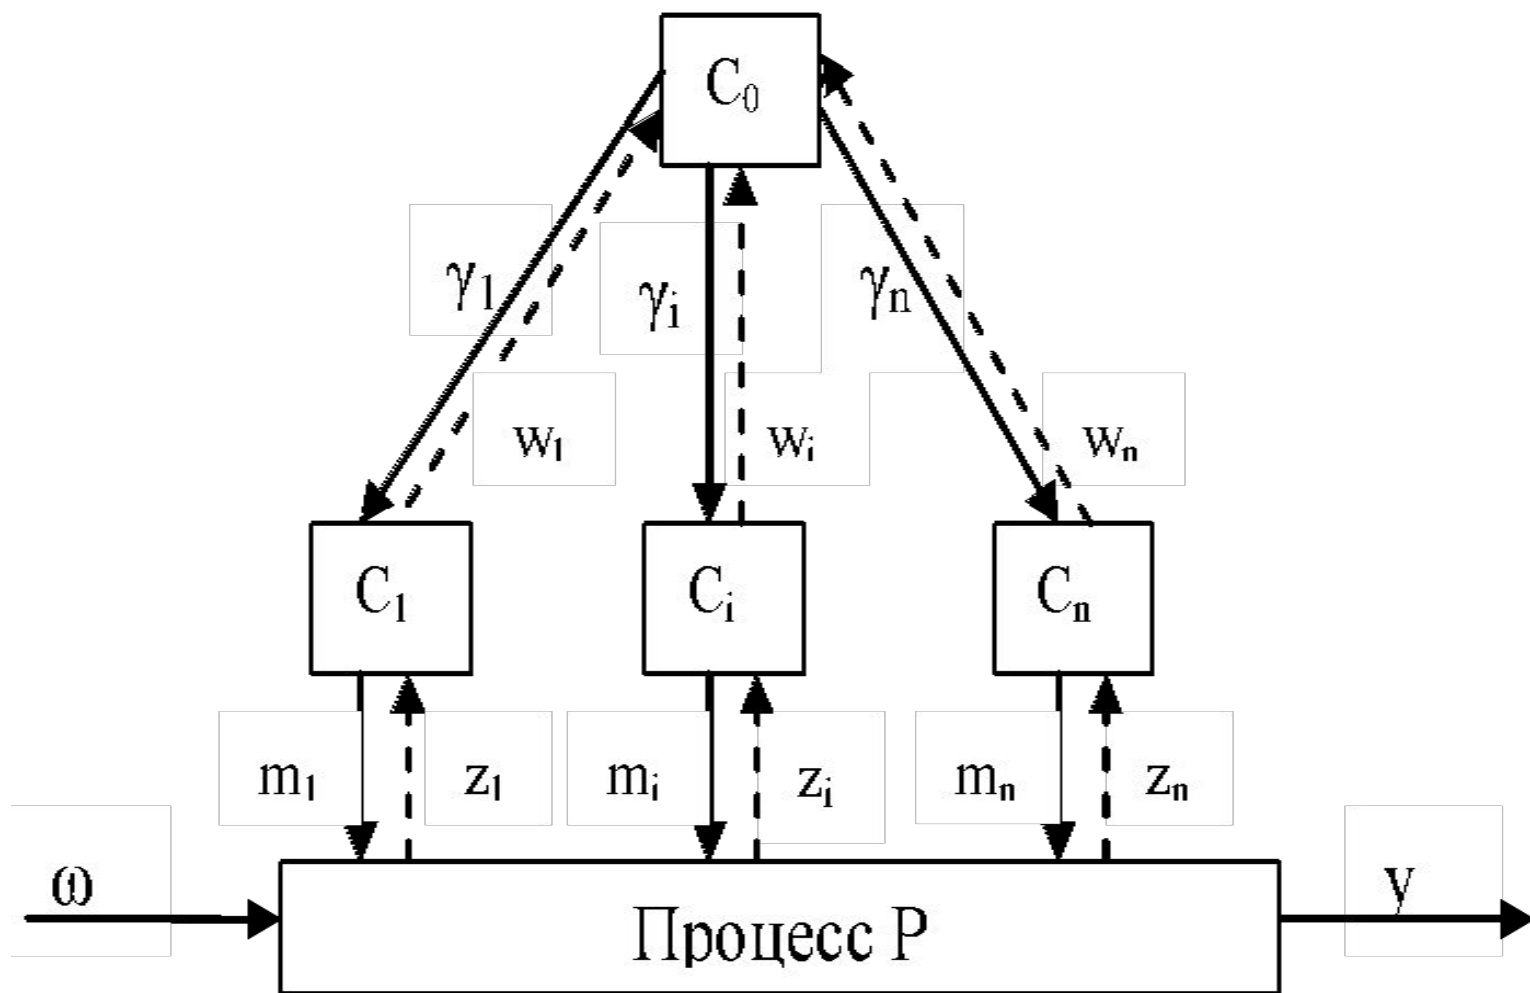 C₀
γ₁ γᵢ γₙ
w₁ wᵢ wₙ
C₁ Cᵢ Cₙ
m₁ z₁ mᵢ zᵢ mₙ zₙ
ω y
Процесс P